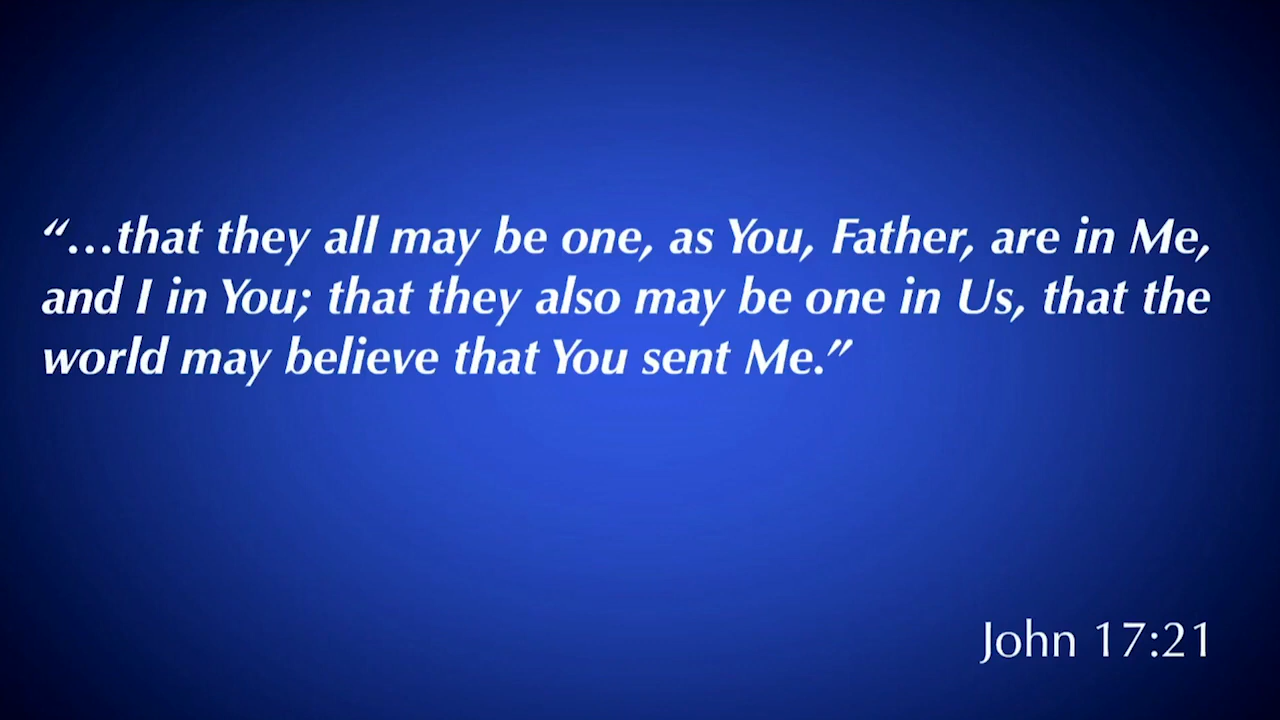 “…that they all may be one, as You, Father, are in Me,
and I in You; that they also may be one in Us, that the
world may believe that You sent Me.”
John 17:21